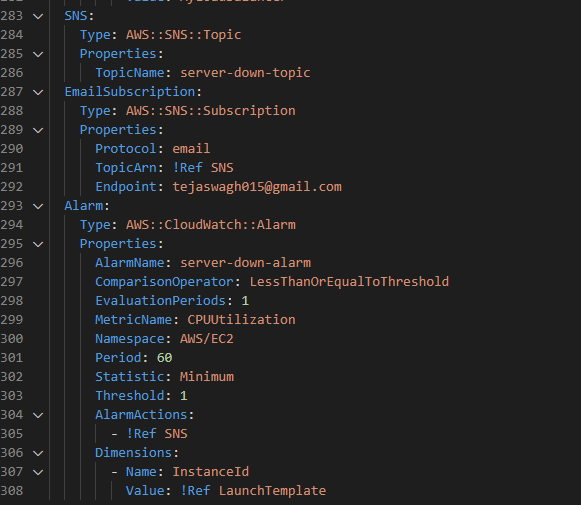 283 SNS:
284 Type: AWS::SNS::Topic
285 Properties:
286 TopicName: server-down-topic
287 EmailSubscription:
288 Type: AWS::SNS::Subscription
289 Properties:
290 Protocol: email
291 TopicArn: !Ref SNS
292 Endpoint: tejaswagh015@gmail.com
293 Alarm:
294 Type: AWS::CloudWatch::Alarm
295 Properties:
296 AlarmName: server-down-alarm
297 ComparisonOperator: LessThanOrEqualToThreshold
298 EvaluationPeriods: 1
299 MetricName: CPUUtilization
300 Namespace: AWS/EC2
301 Period: 60
302 Statistic: Minimum
303 Threshold: 1
304 AlarmActions:
305 - !Ref SNS
306 Dimensions:
307 - Name: InstanceId
308 Value: !Ref LaunchTemplate